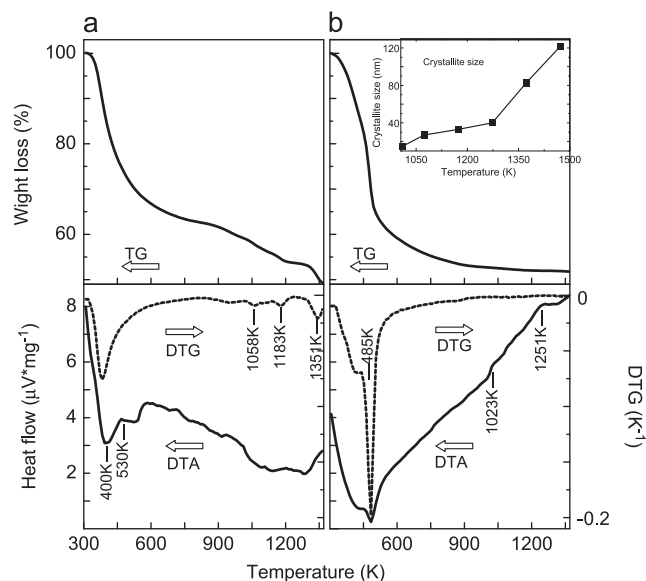 a
b
100
80
60
Wight loss (%)
TG
TG
120
80
40
Crystallite size (nm)
Crystallite size
1050
1200
1350
1500
Temperature (K)
8
6
4
2
Heat flow (μV*mg-1)
DTG
DTA
400K
530K
1058K
1183K
1351K
485K
DTG
DTA
1023K
1251K
0
-0.2
DTG (K-1)
300
600
900
1200
600
900
1200
Temperature (K)